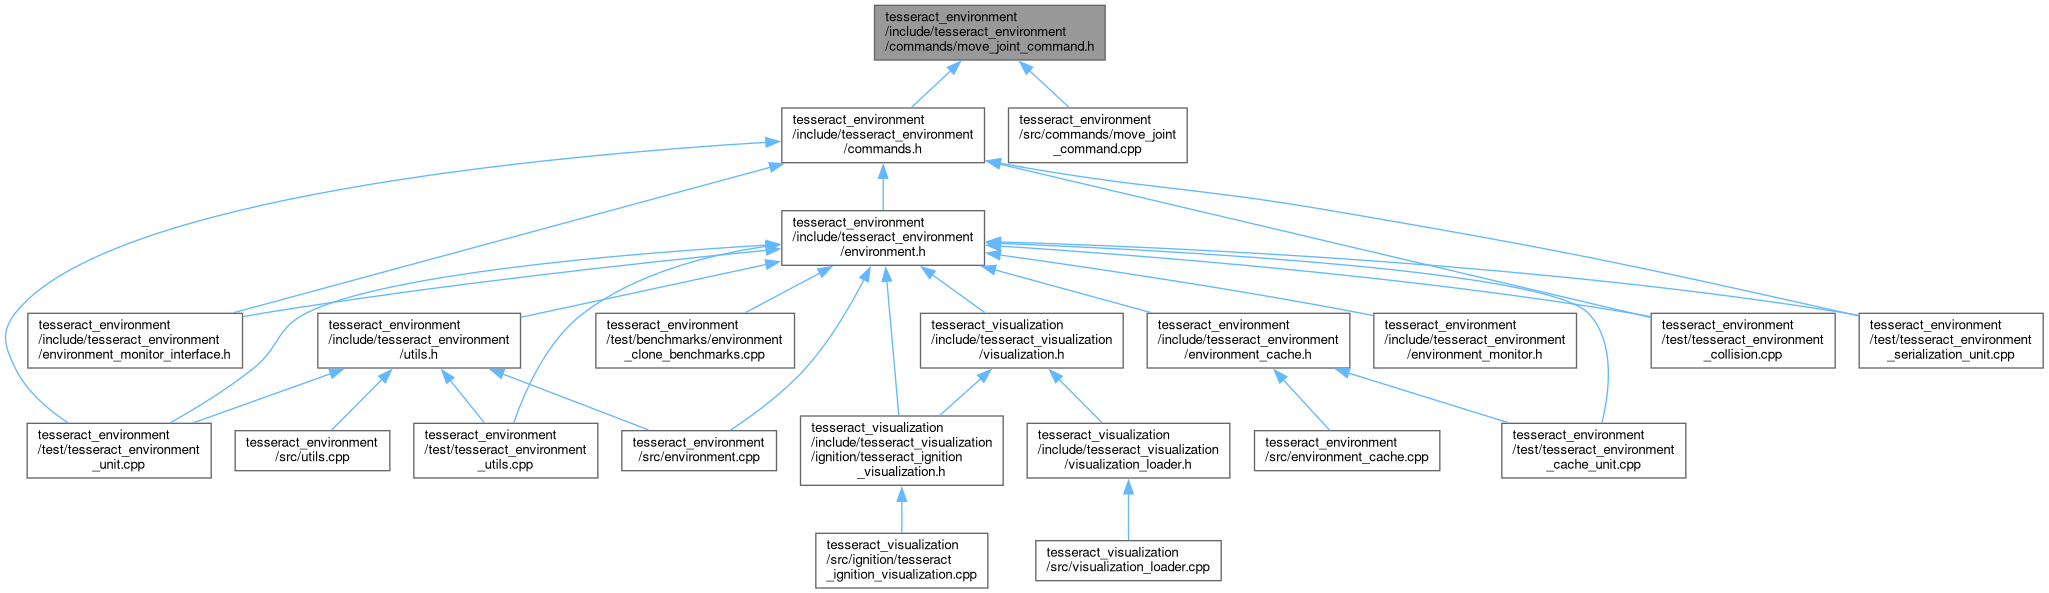 tesseract_environment
/include/tesseract_environment
/commands/move_joint_command.h
tesseract_environment
/include/tesseract_environment
/commands.h
tesseract_environment
/src/commands/move_joint
_command.cpp
tesseract_environment
/include/tesseract_environment
/environment.h
tesseract_environment
/include/tesseract_environment
/environment_monitor_interface.h
tesseract_environment
/include/tesseract_environment
/utils.h
tesseract_environment
/test/benchmarks/environment
_clone_benchmarks.cpp
tesseract_visualization
/include/tesseract_visualization
/visualization.h
tesseract_environment
/include/tesseract_environment
/environment_cache.h
tesseract_environment
/include/tesseract_environment
/environment_monitor.h
tesseract_environment
/test/tesseract_environment
_collision.cpp
tesseract_environment
/test/tesseract_environment
_serialization_unit.cpp
tesseract_environment
/test/tesseract_environment
_unit.cpp
tesseract_environment
/src/utils.cpp
tesseract_environment
/test/tesseract_environment
_utils.cpp
tesseract_environment
/src/environment.cpp
tesseract_visualization
/include/tesseract_visualization
/ignition/tesseract_ignition
_visualization.h
tesseract_visualization
/include/tesseract_visualization
/visualization_loader.h
tesseract_environment
/src/environment_cache.cpp
tesseract_environment
/test/tesseract_environment
_cache_unit.cpp
tesseract_visualization
/src/ignition/tesseract
_ignition_visualization.cpp
tesseract_visualization
/src/visualization_loader.cpp